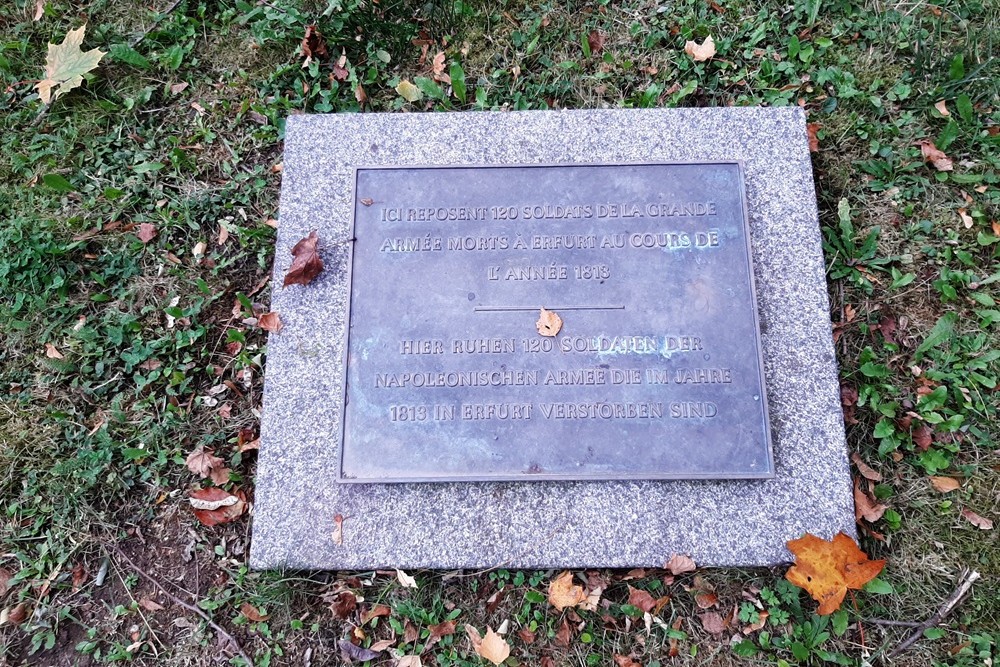 ICI REPOSENT 120 SOLDATS DE LA GRANDE
ARMÉE MORTS À ERFURT AU COURS DE
L'ANNÉE 1813
HIER RUHEN 120 SOLDATEN DER
NAPOLEONISCHEN ARMEE DIE IM JAHRE
1813 IN ERFURT VERSTORBEN SIND